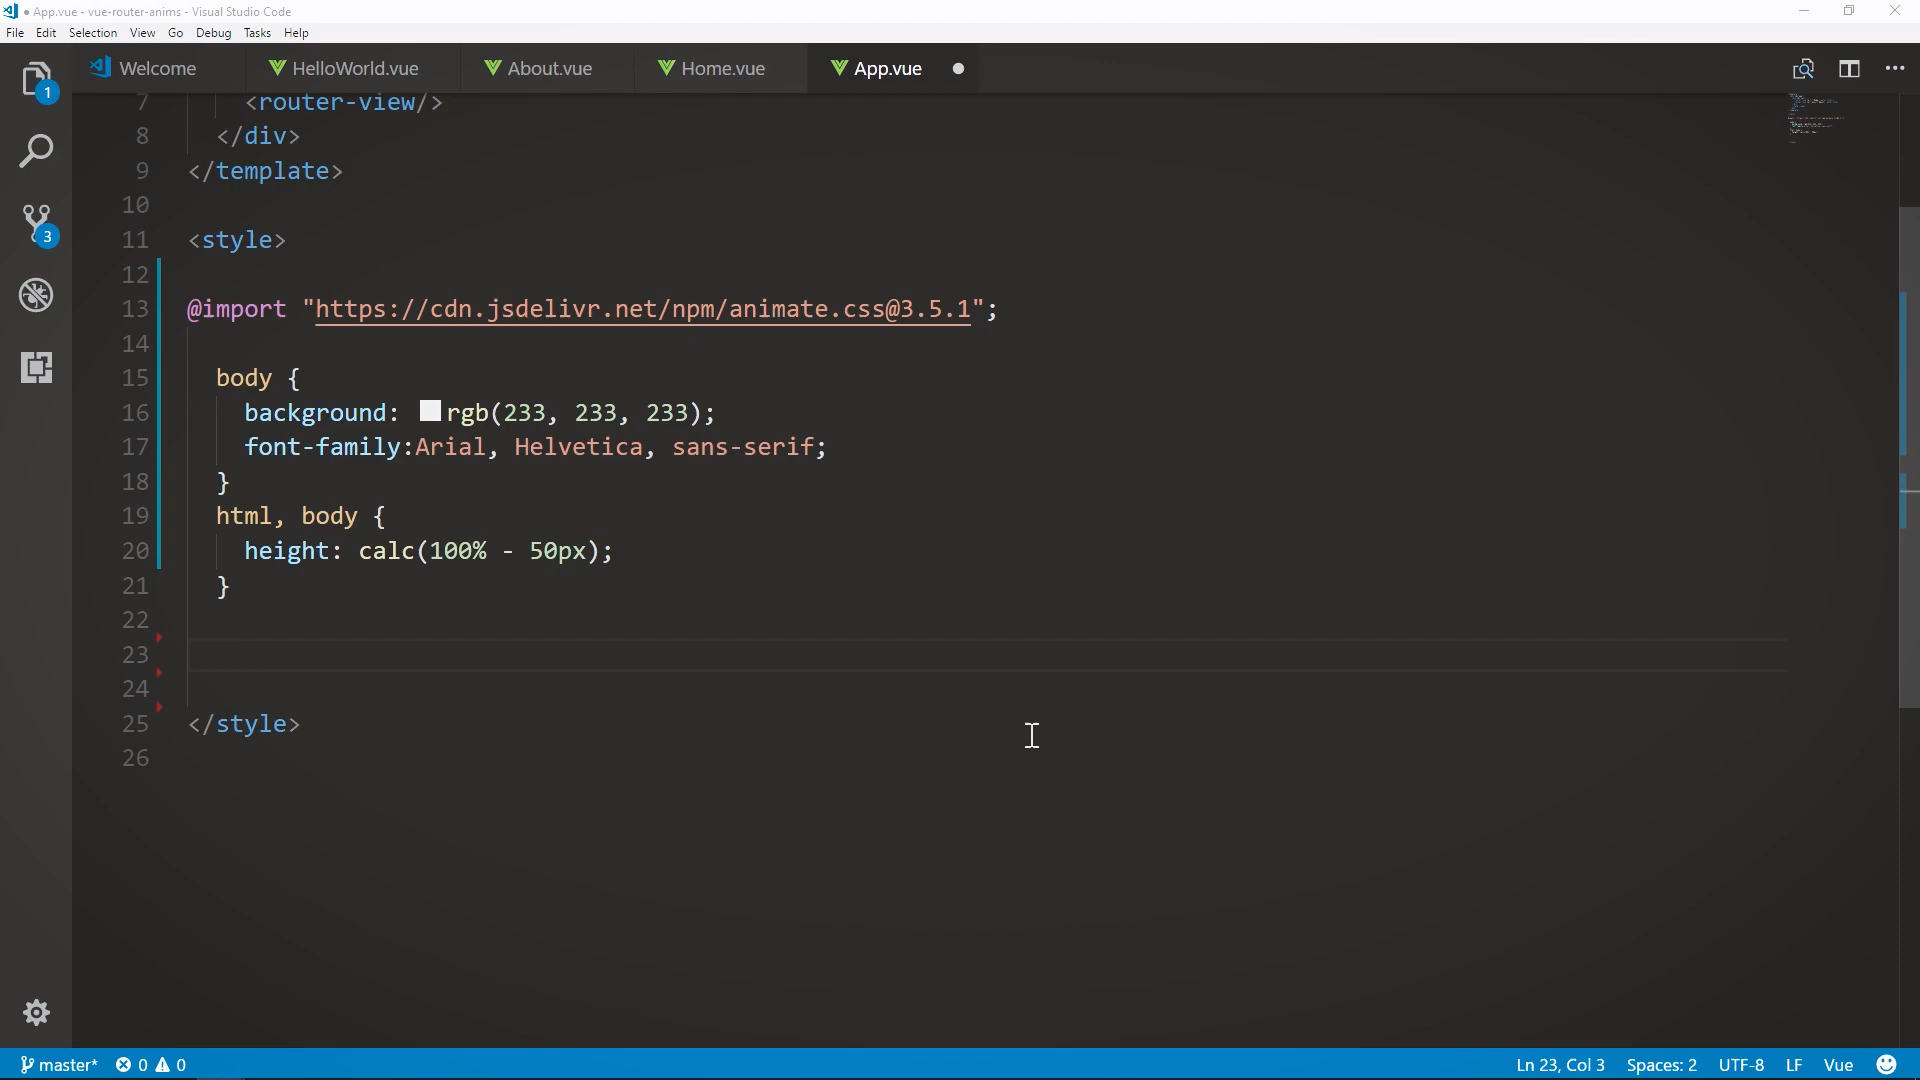 ● App.vue - vue-router-anims - Visual Studio Code
File Edit Selection View Go Debug Tasks Help
Welcome HelloWorld.vue About.vue Home.vue App.vue
1
3
7 <router-view/>
8 </div>
9 </template>
10
11 <style>
12
13 @import "https://cdn.jsdelivr.net/npm/animate.css@3.5.1";
14
15 body {
16 background: rgb(233, 233, 233);
17 font-family:Arial, Helvetica, sans-serif;
18 }
19 html, body {
20 height: calc(100% - 50px);
21 }
22
23
24
25 </style>
26
master* 0 0 Ln 23, Col 3 Spaces: 2 UTF-8 LF Vue